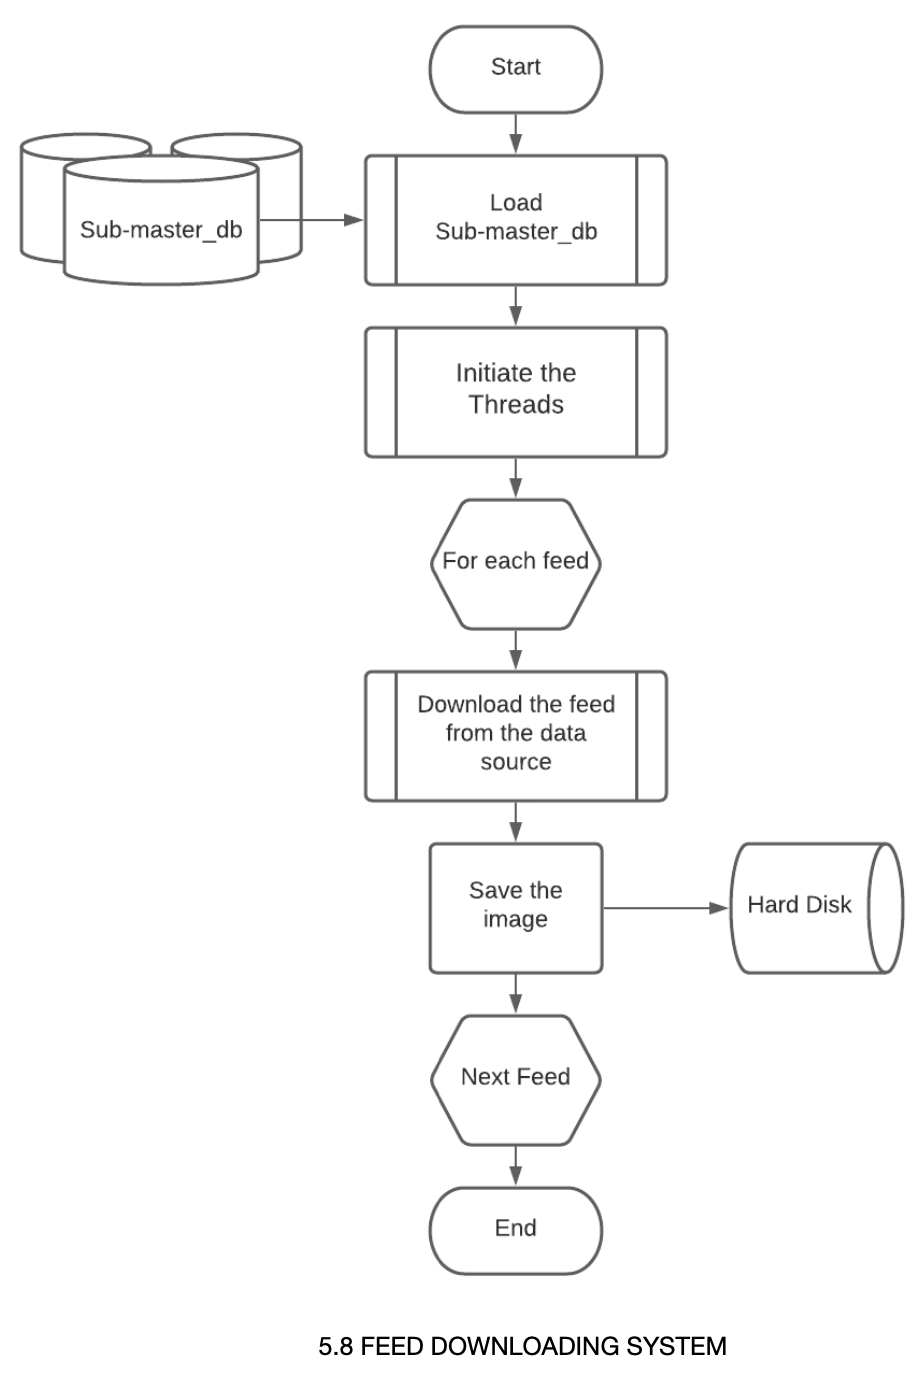 Start
Sub-master_db
Load
Sub-master_db
Initiate the
Threads
For each feed
Download the feed
from the data
source
Save the
image
Hard Disk
Next Feed
End
5.8 FEED DOWNLOADING SYSTEM